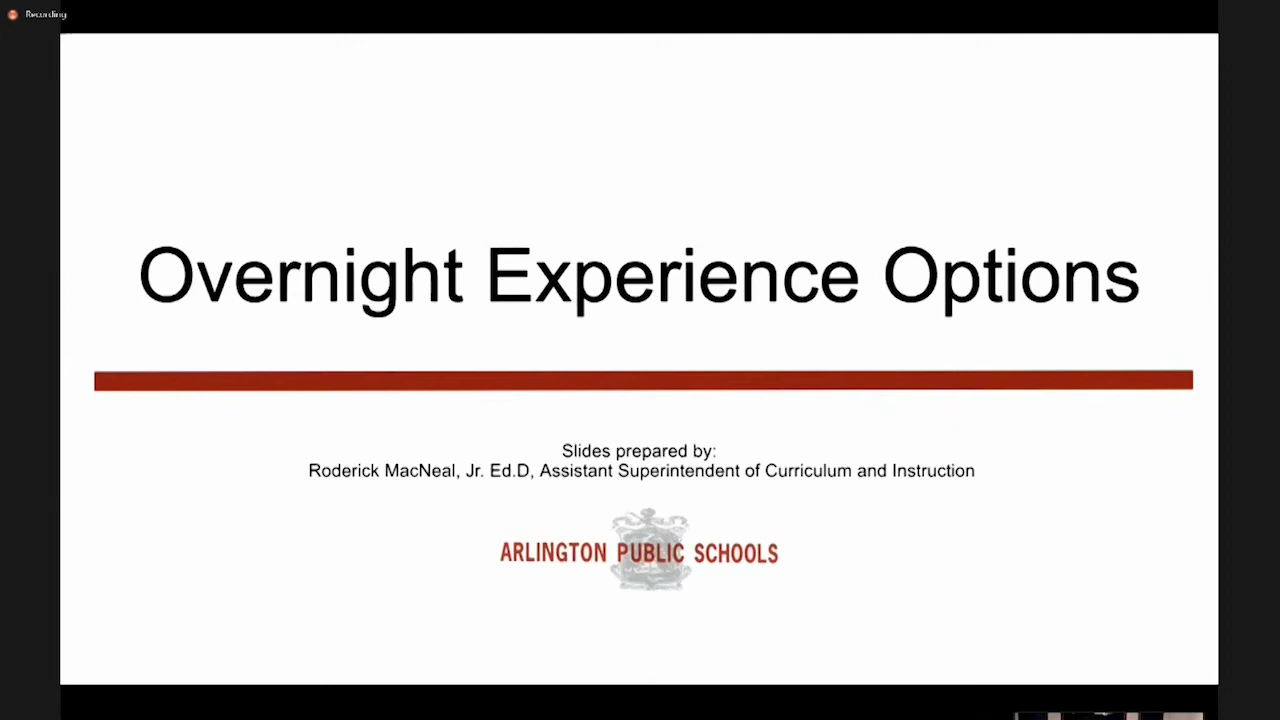 Recording
Overnight Experience Options
Slides prepared by:
Roderick MacNeal, Jr. Ed.D, Assistant Superintendent of Curriculum and Instruction
ARLINGTON PUBLIC SCHOOLS